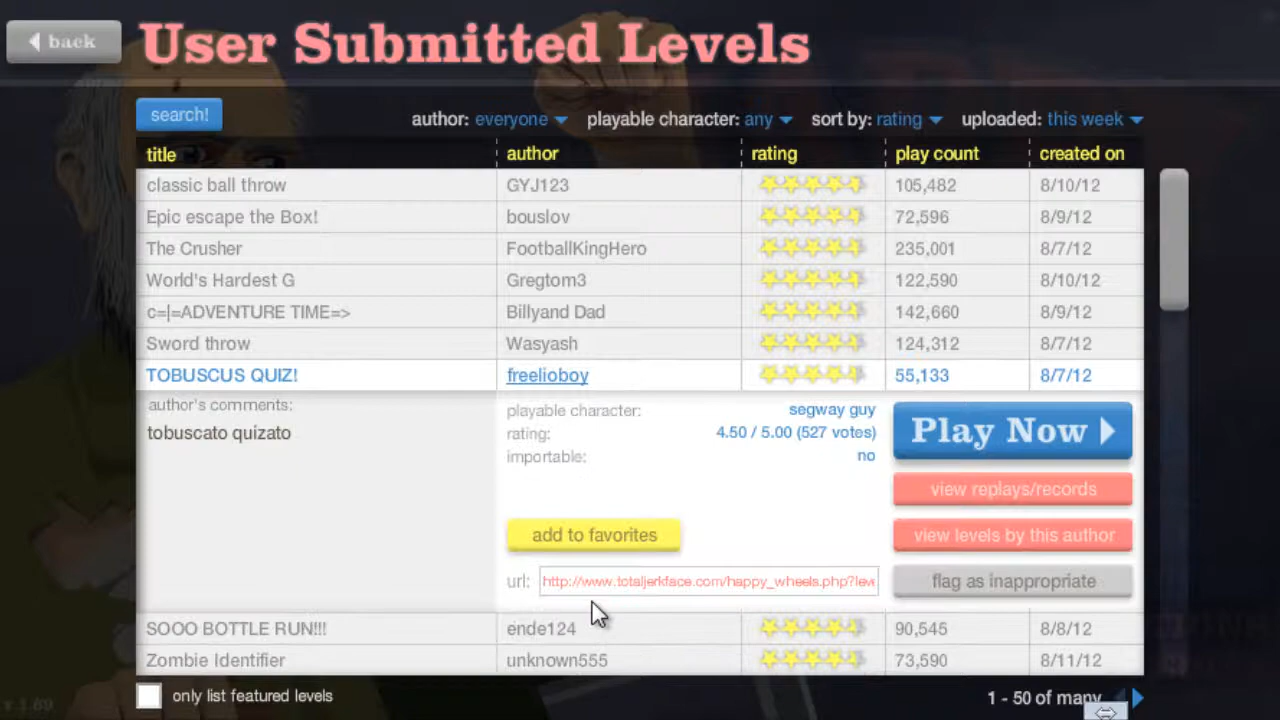 back
User Submitted Levels
search!
author: everyone playable character: any sort by: rating uploaded: this week
title author rating play count created on
classic ball throw GYJ123 105,482 8/10/12
Epic escape the Box! bouslov 72,596 8/9/12
The Crusher FootballKingHero 235,001 8/7/12
World's Hardest G Gregtom3 122,590 8/10/12
c=|=ADVENTURE TIME=> Billyand Dad 142,660 8/9/12
Sword throw Wasyash 124,312 8/7/12
TOBUSCUS QUIZ! freelioboy 55,133 8/7/12
author's comments:
tobuscato quizato
playable character: segway guy
rating: 4.50 / 5.00 (527 votes)
importable: no
add to favorites
url: http://www.totaljerkface.com/happy_wheels.php?lev
Play Now
view replays/records
view levels by this author
flag as inappropriate
SOOO BOTTLE RUN!!! ende124 90,545 8/8/12
Zombie Identifier unknown555 73,590 8/11/12
only list featured levels
1 - 50 of many